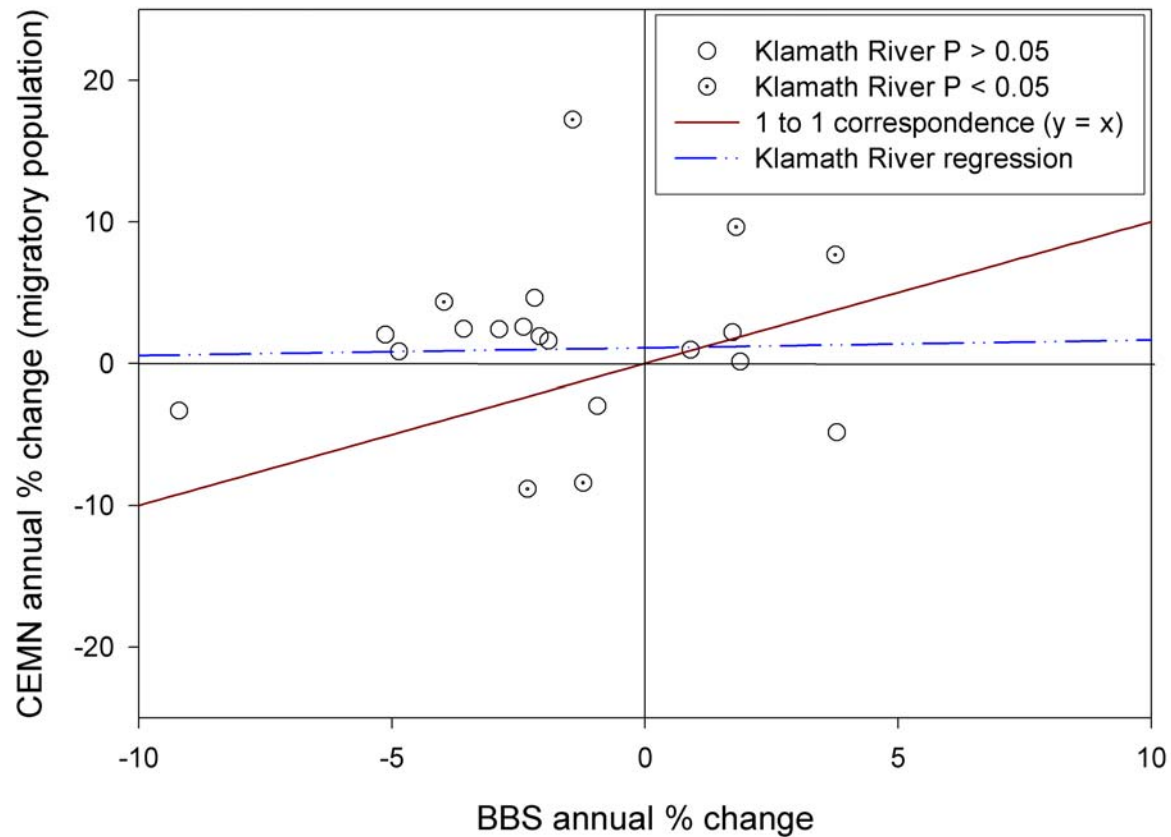 CEMN annual % change (migratory population)
20
10
0
-10
-20
Klamath River P > 0.05
Klamath River P < 0.05
1 to 1 correspondence (y = x)
Klamath River regression
-10
-5
0
5
10
BBS annual % change